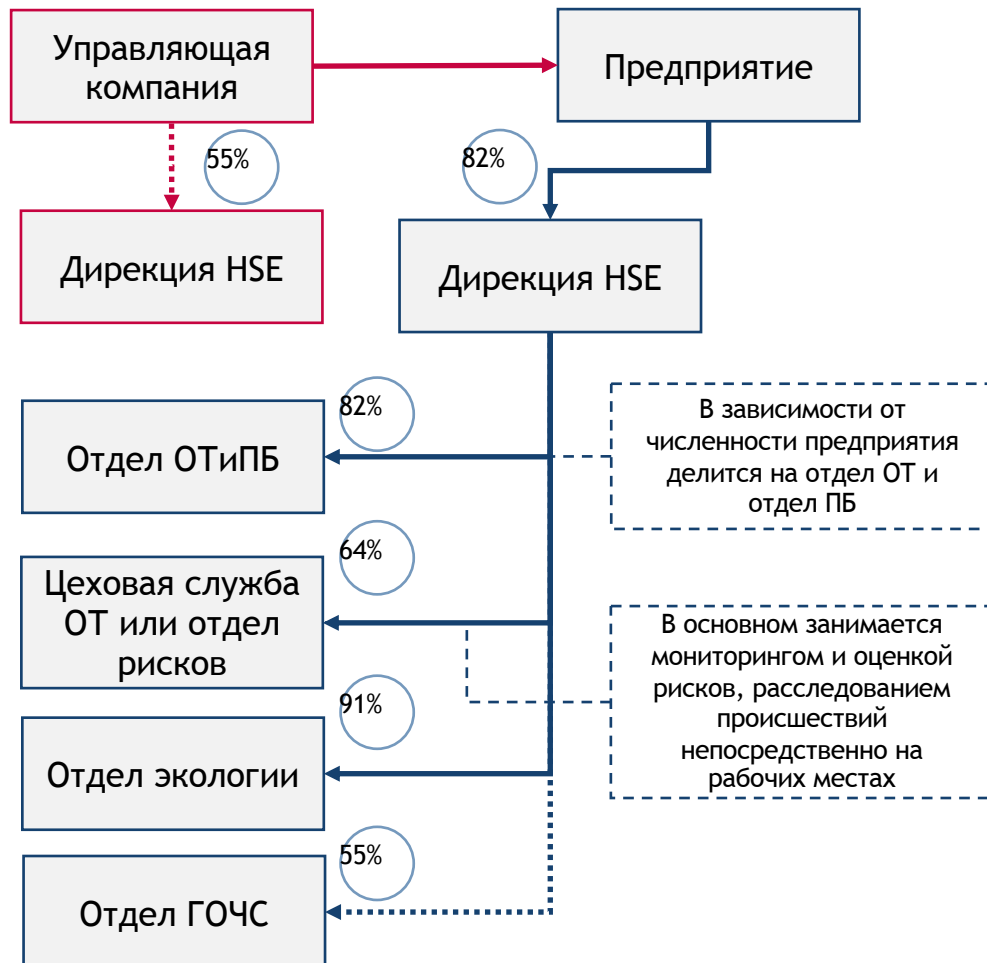 Управляющая
компания
Предприятие
55%
82%
Дирекция HSE
Дирекция HSE
82%
Отдел ОТиПБ
В зависимости от
численности предприятия
делится на отдел ОТ и
отдел ПБ
64%
Цеховая служба
ОТ или отдел
рисков
В основном занимается
мониторингом и оценкой
рисков, расследованием
происшествий
непосредственно на
рабочих местах
91%
Отдел экологии
55%
Отдел ГОЧС